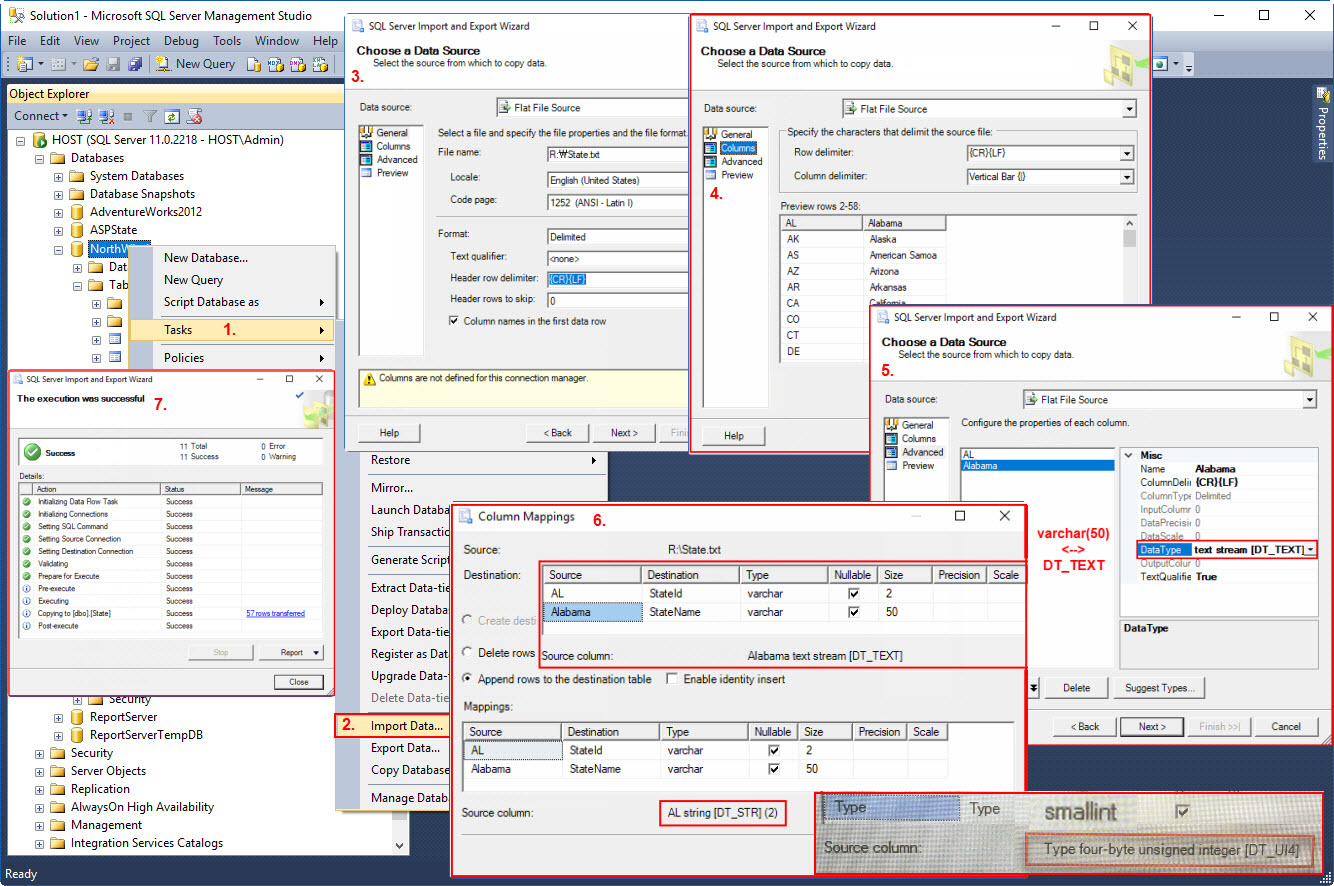 Solution1 - Microsoft SQL Server Management Studio
File Edit View Project Debug Tools Window Help
New Query
Object Explorer
Connect
HOST (SQL Server 11.0.2218 - HOST\Admin)
Databases
System Databases
Database Snapshots
AdventureWorks2012
ASPState
NorthW
Dat
Tab
New Database...
New Query
Script Database as
Tasks 1.
Policies
Properties
SQL Server Import and Export Wizard
Choose a Data Source
Select the source from which to copy data.
3.
Data source: Flat File Source
General
Columns
Advanced
Preview
Select a file and specify the file properties and the file format.
File name: R:₩State.txt
Locale: English (United States)
Code page: 1252 (ANSI - Latin I)
Format: Delimited
Text qualifier: <none>
Header row delimiter: {CR}{LF}
Header rows to skip: 0
Column names in the first data row
Columns are not defined for this connection manager.
Help < Back Next > Fini
SQL Server Import and Export Wizard
Choose a Data Source
Select the source from which to copy data.
Data source: Flat File Source
General
Columns
Advanced
Preview
4.
Specify the characters that delimit the source file:
Row delimiter: {CR}{LF}
Column delimiter: Vertical Bar {|}
Preview rows 2-58:
AL Alabama
AK Alaska
AS American Samoa
AZ Arizona
AR Arkansas
CA California
CO
CT
DE
Help
SQL Server Import and Export Wizard
Choose a Data Source
Select the source from which to copy data.
5.
Data source: Flat File Source
General
Columns
Advanced
Preview
Configure the properties of each column.
AL
Alabama
Misc
Name Alabama
ColumnDeli {CR}{LF}
ColumnType Delimited
InputColumr 0
DataPrecisi 0
DataScale 0
DataType text stream [DT_TEXT]
OutputColur 0
TextQualifie True
DataType
varchar(50)
<-->
DT_TEXT
Delete Suggest Types...
< Back Next > Finish >>| Cancel
SQL Server Import and Export Wizard
The execution was successful 7.
Success
11 Total 0 Error
11 Success 0 Warning
Details:
Action Status Message
Initializing Data Flow Task Success
Initializing Connections Success
Setting SQL Command Success
Setting Source Connection Success
Setting Destination Connection Success
Validating Success
Prepare for Execute Success
Pre-execute Success
Executing Success
Copying to [dbo].[State] Success 57 rows transferred
Post-execute Success
Stop Report
Close
Restore
Mirror...
Launch Databa
Ship Transactic
Generate Script
Extract Data-tie
Deploy Databa
Export Data-tie
Register as Data
Upgrade Data-
Delete Data-tie
2. Import Data...
Export Data...
Copy Database
Manage Datab
Security
ReportServer
ReportServerTempDB
Security
Server Objects
Replication
AlwaysOn High Availability
Management
Integration Services Catalogs
Column Mappings 6.
Source: R:\State.txt
Destination:
Source Destination Type Nullable Size Precision Scale
AL StateId varchar 2
Alabama StateName varchar 50
Create desti
Delete rows
Source column: Alabama text stream [DT_TEXT]
Append rows to the destination table Enable identity insert
Mappings:
Source Destination Type Nullable Size Precision Scale
AL StateId varchar 2
Alabama StateName varchar 50
Source column: AL string [DT_STR] (2)
Type Type smallint
Source column: Type four-byte unsigned integer [DT_UI4]
Ready